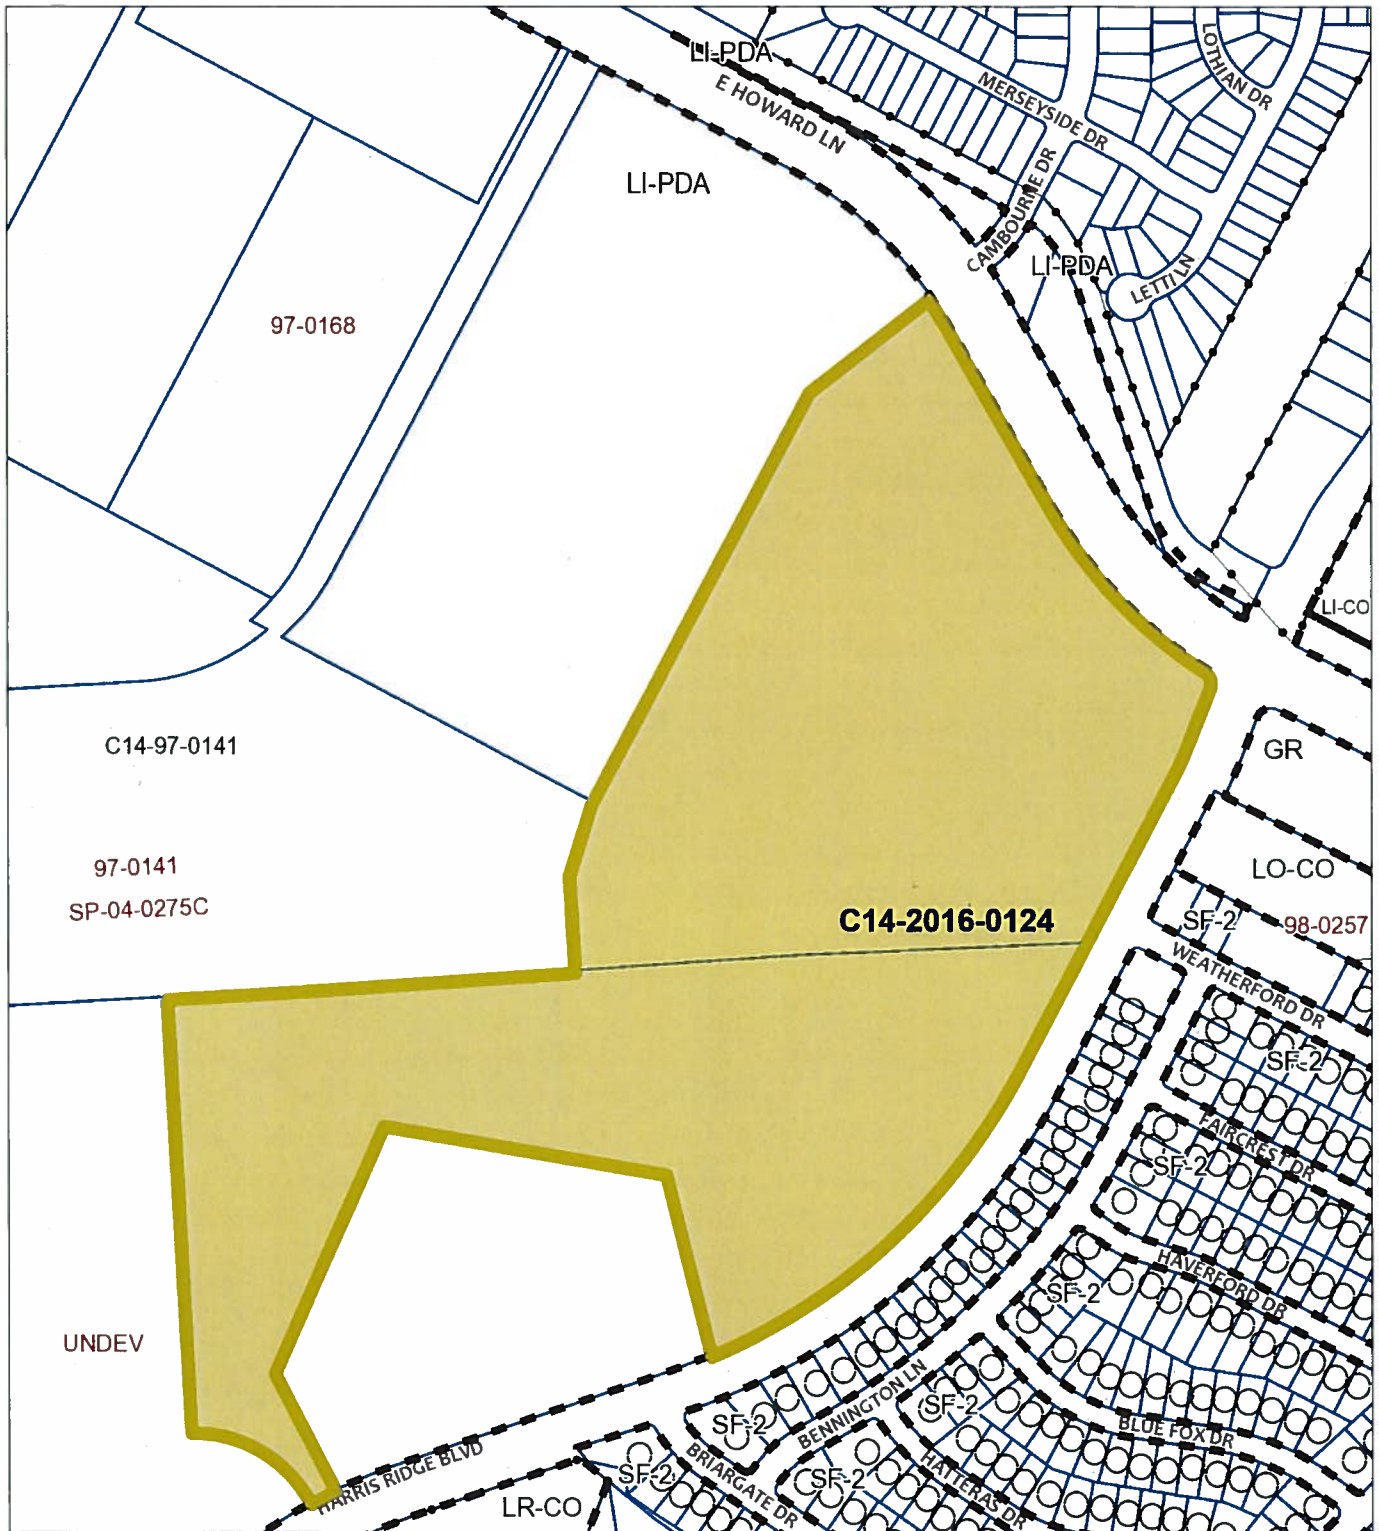 LI-PDA
E HOWARD LN
MERSEYSIDE DR
LOTHIAN DR
CAMBOURNE DR
LI-PDA
LI-PDA
LETTI LN
97-0168
LI-CO
C14-97-0141
GR
97-0141
SP-04-0275C
LO-CO
C14-2016-0124
SF-2
98-0257
WEATHERFORD DR
SF-2
FAIRCREST DR
SF-2
HAVERFORD DR
SF-2
UNDEV
BENNINGTON LN
SF-2
SF-2
BLUE FOX DR
HARRIS RIDGE BLVD
SF-2
BRIARGATE DR
SF-2
HATTERAS DR
LR-CO